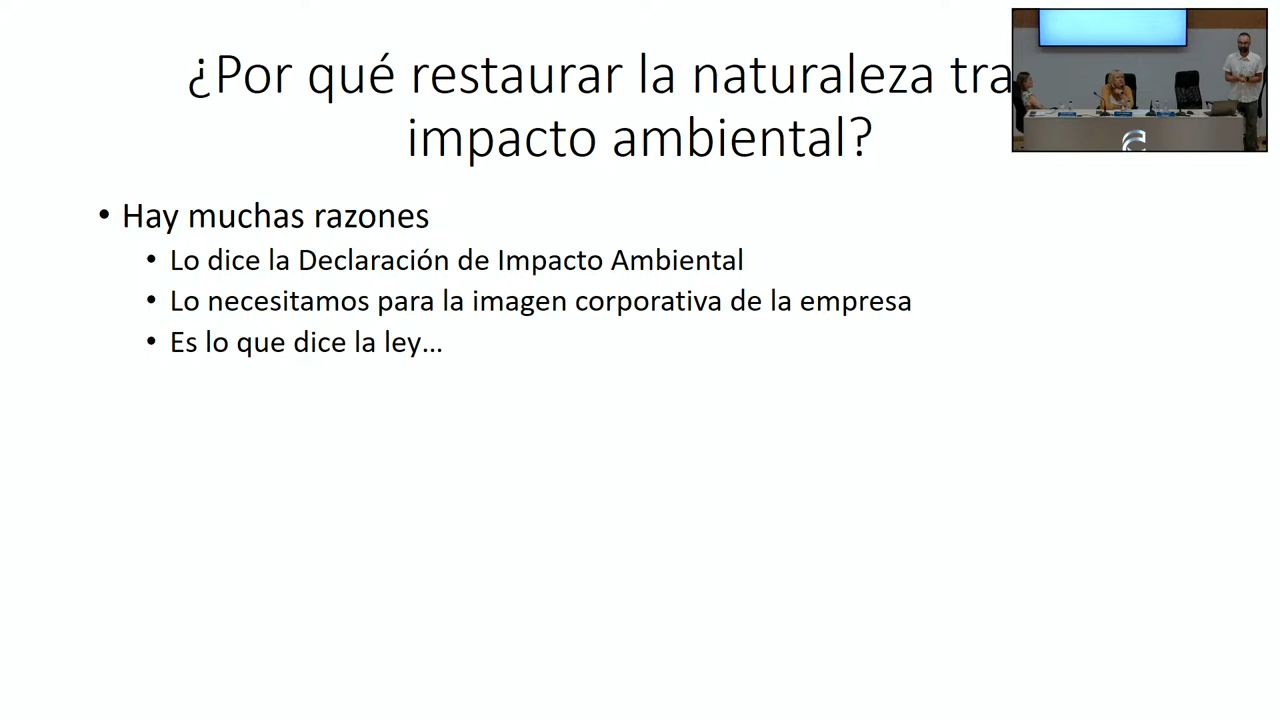 ¿Por qué restaurar la naturaleza tra
impacto ambiental?
• Hay muchas razones
• Lo dice la Declaración de Impacto Ambiental
• Lo necesitamos para la imagen corporativa de la empresa
• Es lo que dice la ley…